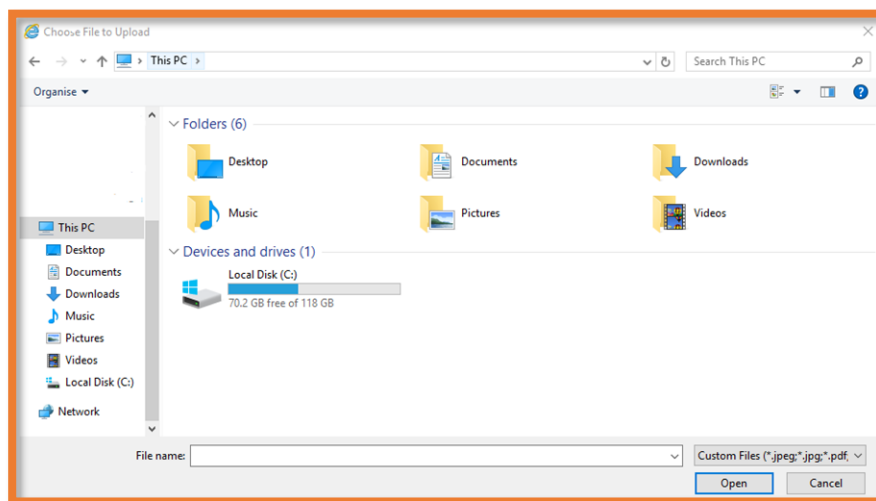 Choose File to Upload
This PC
Search This PC
Organise
Folders (6)
Desktop
Documents
Downloads
Music
Pictures
Videos
Devices and drives (1)
Local Disk (C:)
70.2 GB free of 118 GB
This PC
Desktop
Documents
Downloads
Music
Pictures
Videos
Local Disk (C:)
Network
File name:
Custom Files (*.jpeg;*.jpg;*.pdf;
Open
Cancel